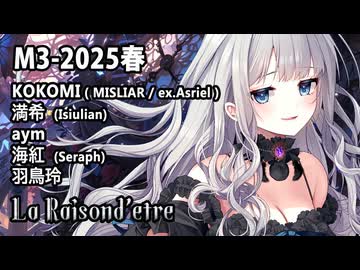 M3-2025春
KOKOMI ( MISLIAR / ex.Asriel )
満希 (Isiulian)
aym
海紅 (Seraph)
羽鳥玲
La Raisond'etre